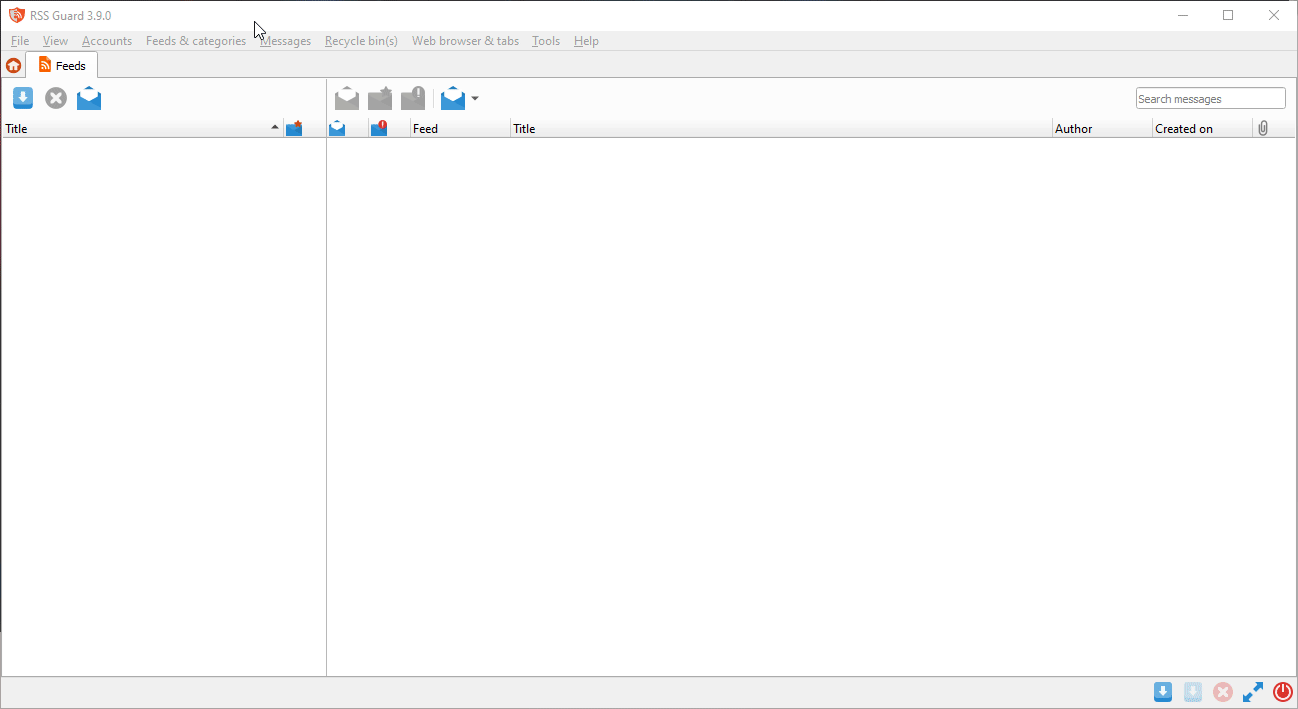 RSS Guard 3.9.0
File View Accounts Feeds & categories Messages Recycle bin(s) Web browser & tabs Tools Help
Feeds
Search messages
Title Feed Title Author Created on